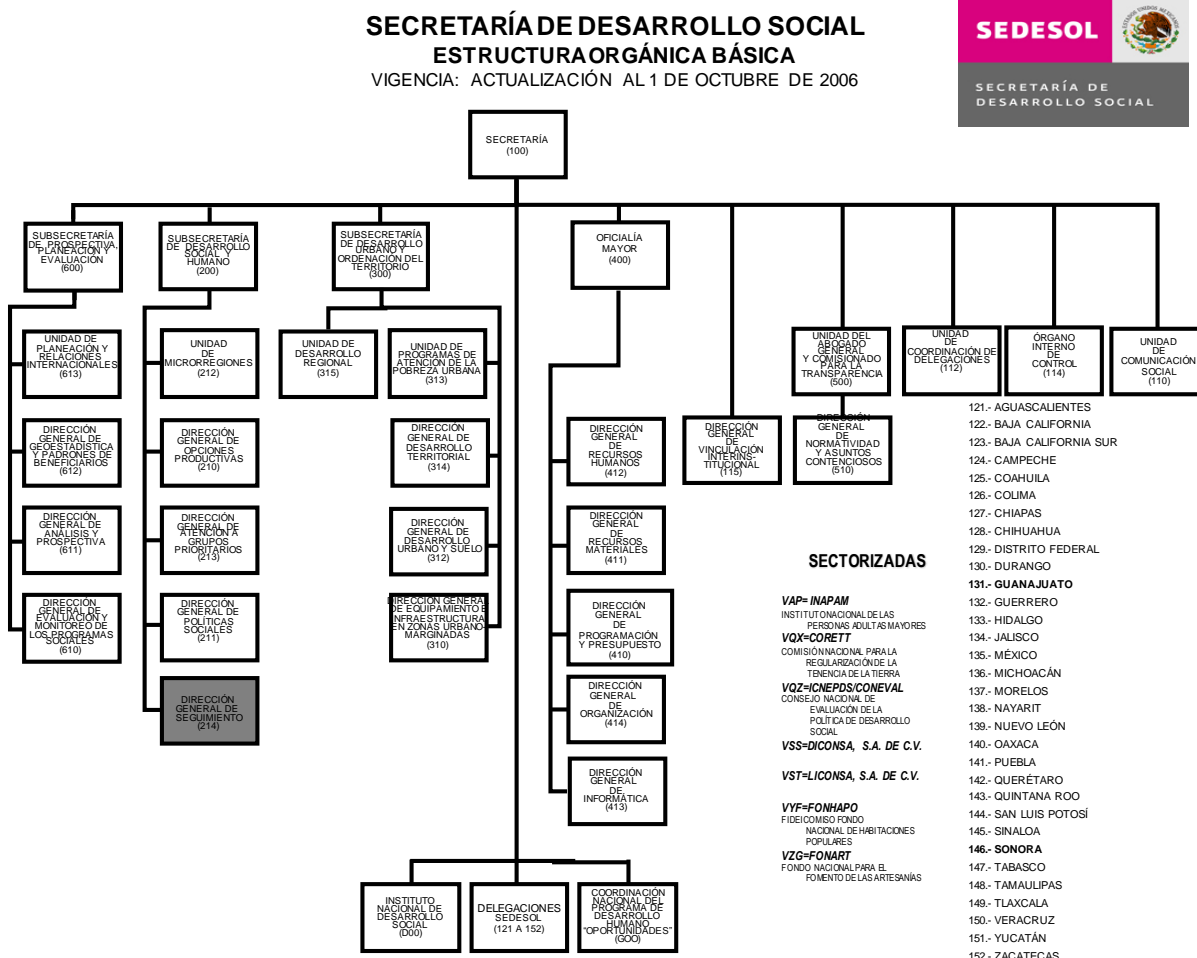 SECRETARÍA DE DESARROLLO SOCIAL
ESTRUCTURA ORGÁNICA BÁSICA
VIGENCIA: ACTUALIZACIÓN AL 1 DE OCTUBRE DE 2006
SEDESOL
SECRETARÍA DE
DESARROLLO SOCIAL
SECRETARÍA
(100)
SUBSECRETARÍA
DE PROSPECTIVA,
PLANEACIÓN Y
EVALUACIÓN
(600)
SUBSECRETARÍA
DE DESARROLLO
SOCIAL Y
HUMANO
(200)
SUBSECRETARÍA
DE DESARROLLO
URBANO Y
ORDENACIÓN DEL
TERRITORIO
(300)
OFICIALÍA
MAYOR
(400)
UNIDAD DE
PLANEACIÓN Y
RELACIONES
INTERNACIONALES
(613)
UNIDAD
DE
MICRORREGIONES
(212)
UNIDAD DE
DESARROLLO
REGIONAL
(315)
UNIDAD DE
PROGRAMAS DE
ATENCIÓN DE LA
POBREZA URBANA
(313)
UNIDAD DEL
ABOGADO
GENERAL
Y COMISIONADO
PARA LA
TRANSPARENCIA
(500)
UNIDAD
DE
COORDINACIÓN DE
DELEGACIONES
(112)
ÓRGANO
INTERNO
DE
CONTROL
(114)
UNIDAD
DE
COMUNICACIÓN
SOCIAL
(110)
DIRECCIÓN
GENERAL DE
GEOESTADÍSTICA
Y PADRONES DE
BENEFICIARIOS
(612)
DIRECCIÓN
GENERAL DE
OPCIONES
PRODUCTIVAS
(210)
DIRECCIÓN
GENERAL DE
DESARROLLO
TERRITORIAL
(314)
DIRECCIÓN
GENERAL
DE
RECURSOS
HUMANOS
(412)
DIRECCIÓN
GENERAL
DE
VINCULACIÓN
INTERINS-
TITUCIONAL
(115)
DIRECCIÓN
GENERAL
DE
NORMATIVIDAD
Y ASUNTOS
CONTENCIOSOS
(510)
DIRECCIÓN
GENERAL DE
ANÁLISIS Y
PROSPECTIVA
(611)
DIRECCIÓN
GENERAL DE
ATENCIÓN A
GRUPOS
PRIORITARIOS
(213)
DIRECCIÓN
GENERAL DE
DESARROLLO
URBANO Y SUELO
(312)
DIRECCIÓN
GENERAL
DE
RECURSOS
MATERIALES
(411)
DIRECCIÓN
GENERAL DE
EVALUACIÓN Y
MONITOREO DE
LOS PROGRAMAS
SOCIALES
(610)
DIRECCIÓN
GENERAL DE
POLÍTICAS
SOCIALES
(211)
DIRECCIÓN GENERAL
DE EQUIPAMIENTO E
INFRAESTRUCTURA
EN ZONAS URBANO-
MARGINADAS
(310)
DIRECCIÓN
GENERAL
DE
PROGRAMACIÓN
Y PRESUPUESTO
(410)
DIRECCIÓN
GENERAL DE
SEGUIMIENTO
(214)
DIRECCIÓN
GENERAL
DE
ORGANIZACIÓN
(414)
DIRECCIÓN
GENERAL
DE
INFORMÁTICA
(413)
INSTITUTO
NACIONAL DE
DESARROLLO
SOCIAL
(D00)
DELEGACIONES
SEDESOL
(121 A 152)
COORDINACIÓN
NACIONAL DEL
PROGRAMA DE
DESARROLLO
HUMANO
"OPORTUNIDADES"
(GOO)
SECTORIZADAS
VAP= INAPAM
INSTITUTO NACIONAL DE LAS
PERSONAS ADULTAS MAYORES
VQX=CORETT
COMISIÓN NACIONAL PARA LA
REGULARIZACIÓN DE LA
TENENCIA DE LA TIERRA
VQZ=ICNEPDS/CONEVAL
CONSEJO NACIONAL DE
EVALUACIÓN DE LA
POLÍTICA DE DESARROLLO
SOCIAL
VSS=DICONSA, S.A. DE C.V.
VST=LICONSA, S.A. DE C.V.
VYF=FONHAPO
FIDEICOMISO FONDO
NACIONAL DE HABITACIONES
POPULARES
VZG=FONART
FONDO NACIONAL PARA EL
FOMENTO DE LAS ARTESANÍAS
121.- AGUASCALIENTES
122.- BAJA CALIFORNIA
123.- BAJA CALIFORNIA SUR
124.- CAMPECHE
125.- COAHUILA
126.- COLIMA
127.- CHIAPAS
128.- CHIHUAHUA
129.- DISTRITO FEDERAL
130.- DURANGO
131.- GUANAJUATO
132.- GUERRERO
133.- HIDALGO
134.- JALISCO
135.- MÉXICO
136.- MICHOACÁN
137.- MORELOS
138.- NAYARIT
139.- NUEVO LEÓN
140.- OAXACA
141.- PUEBLA
142.- QUERÉTARO
143.- QUINTANA ROO
144.- SAN LUIS POTOSÍ
145.- SINALOA
146.- SONORA
147.- TABASCO
148.- TAMAULIPAS
149.- TLAXCALA
150.- VERACRUZ
151.- YUCATÁN
152.- ZACATECAS